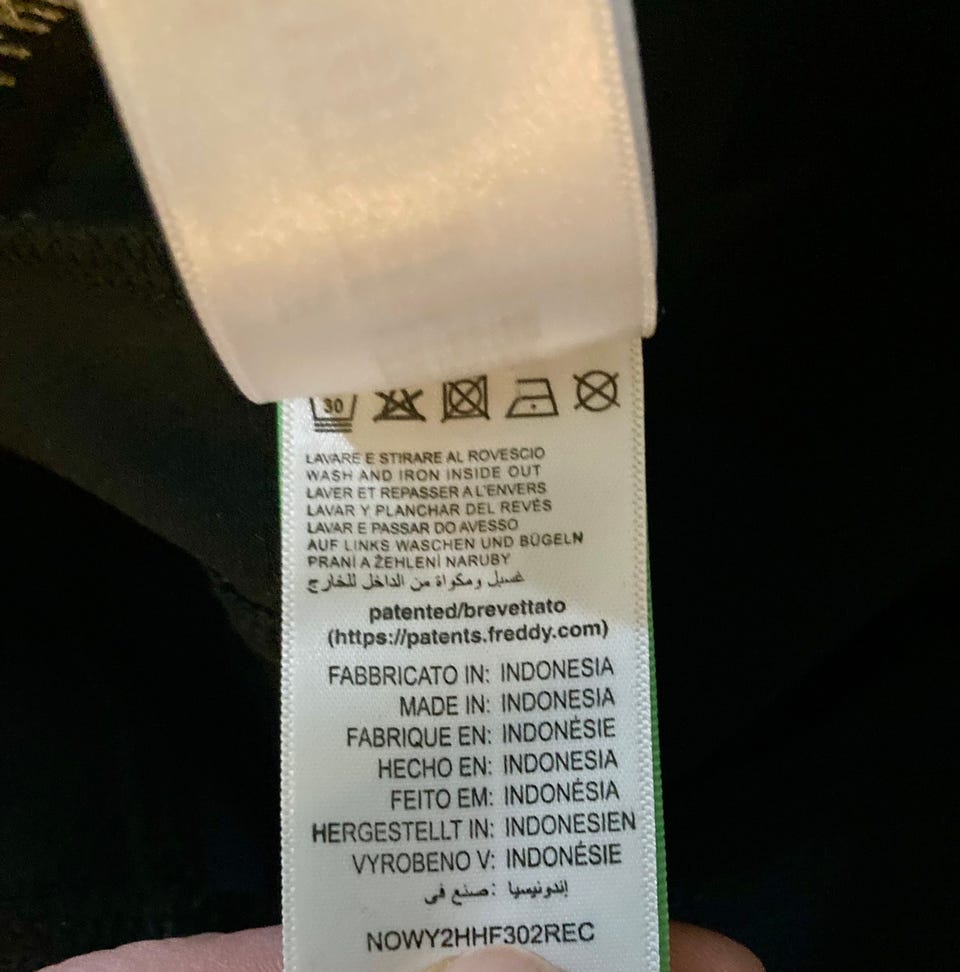 30
LAVARE E STIRARE AL ROVESCIO
WASH AND IRON INSIDE OUT
LAVER ET REPASSER A L'ENVERS
LAVAR Y PLANCHAR DEL REVÉS
LAVAR E PASSAR DO AVESSO
AUF LINKS WASCHEN UND BÜGELN
PRANÍ A ŽEHLENÍ NARUBY
غسيل ومكواة من الداخل للخارج
patented/brevettato
(https://patents.freddy.com)
FABBRICATO IN: INDONESIA
MADE IN: INDONESIA
FABRIQUE EN: INDONÉSIE
HECHO EN: INDONESIA
FEITO EM: INDONÉSIA
HERGESTELLT IN: INDONESIEN
VYROBENO V: INDONÉSIE
إندونيسيا : صنع فى
NOWY2HHF302REC